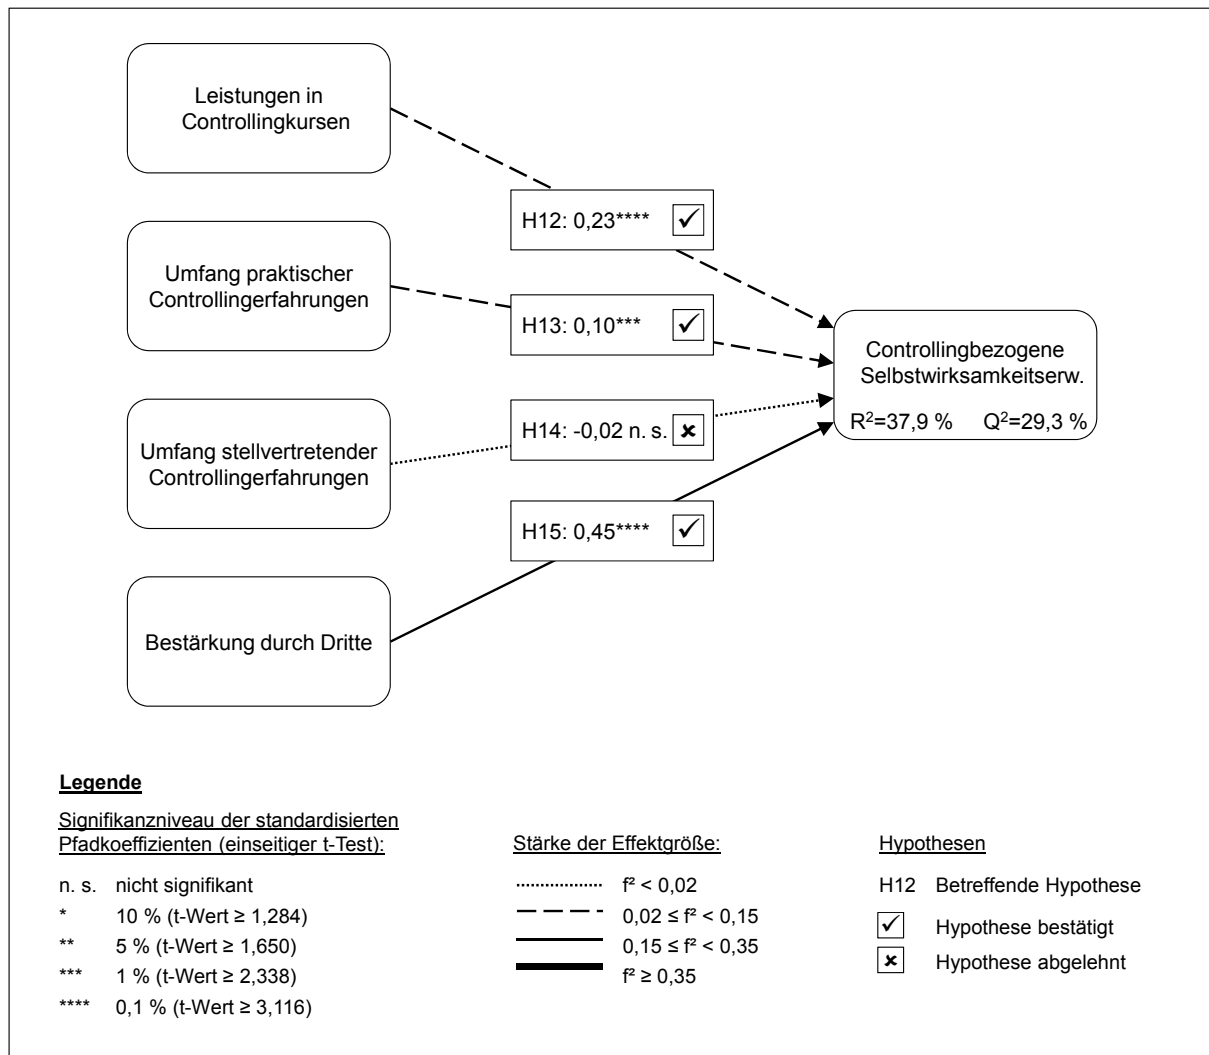 Leistungen in
Controllingkursen
H12: 0,23****
Umfang praktischer
Controllingerfahrungen
H13: 0,10***
Controllingbezogene
Selbstwirksamkeitserw.
R²=37,9 % Q²=29,3 %
Umfang stellvertretender
Controllingerfahrungen
H14: -0,02 n. s.
H15: 0,45****
Bestärkung durch Dritte
Legende
Signifikanzniveau der standardisierten
Pfadkoeffizienten (einseitiger t-Test):
n. s. nicht signifikant
* 10 % (t-Wert ≥ 1,284)
** 5 % (t-Wert ≥ 1,650)
*** 1 % (t-Wert ≥ 2,338)
**** 0,1 % (t-Wert ≥ 3,116)
Stärke der Effektgröße:
f² < 0,02
0,02 ≤ f² < 0,15
0,15 ≤ f² < 0,35
f² ≥ 0,35
Hypothesen
H12 Betreffende Hypothese
Hypothese bestätigt
Hypothese abgelehnt